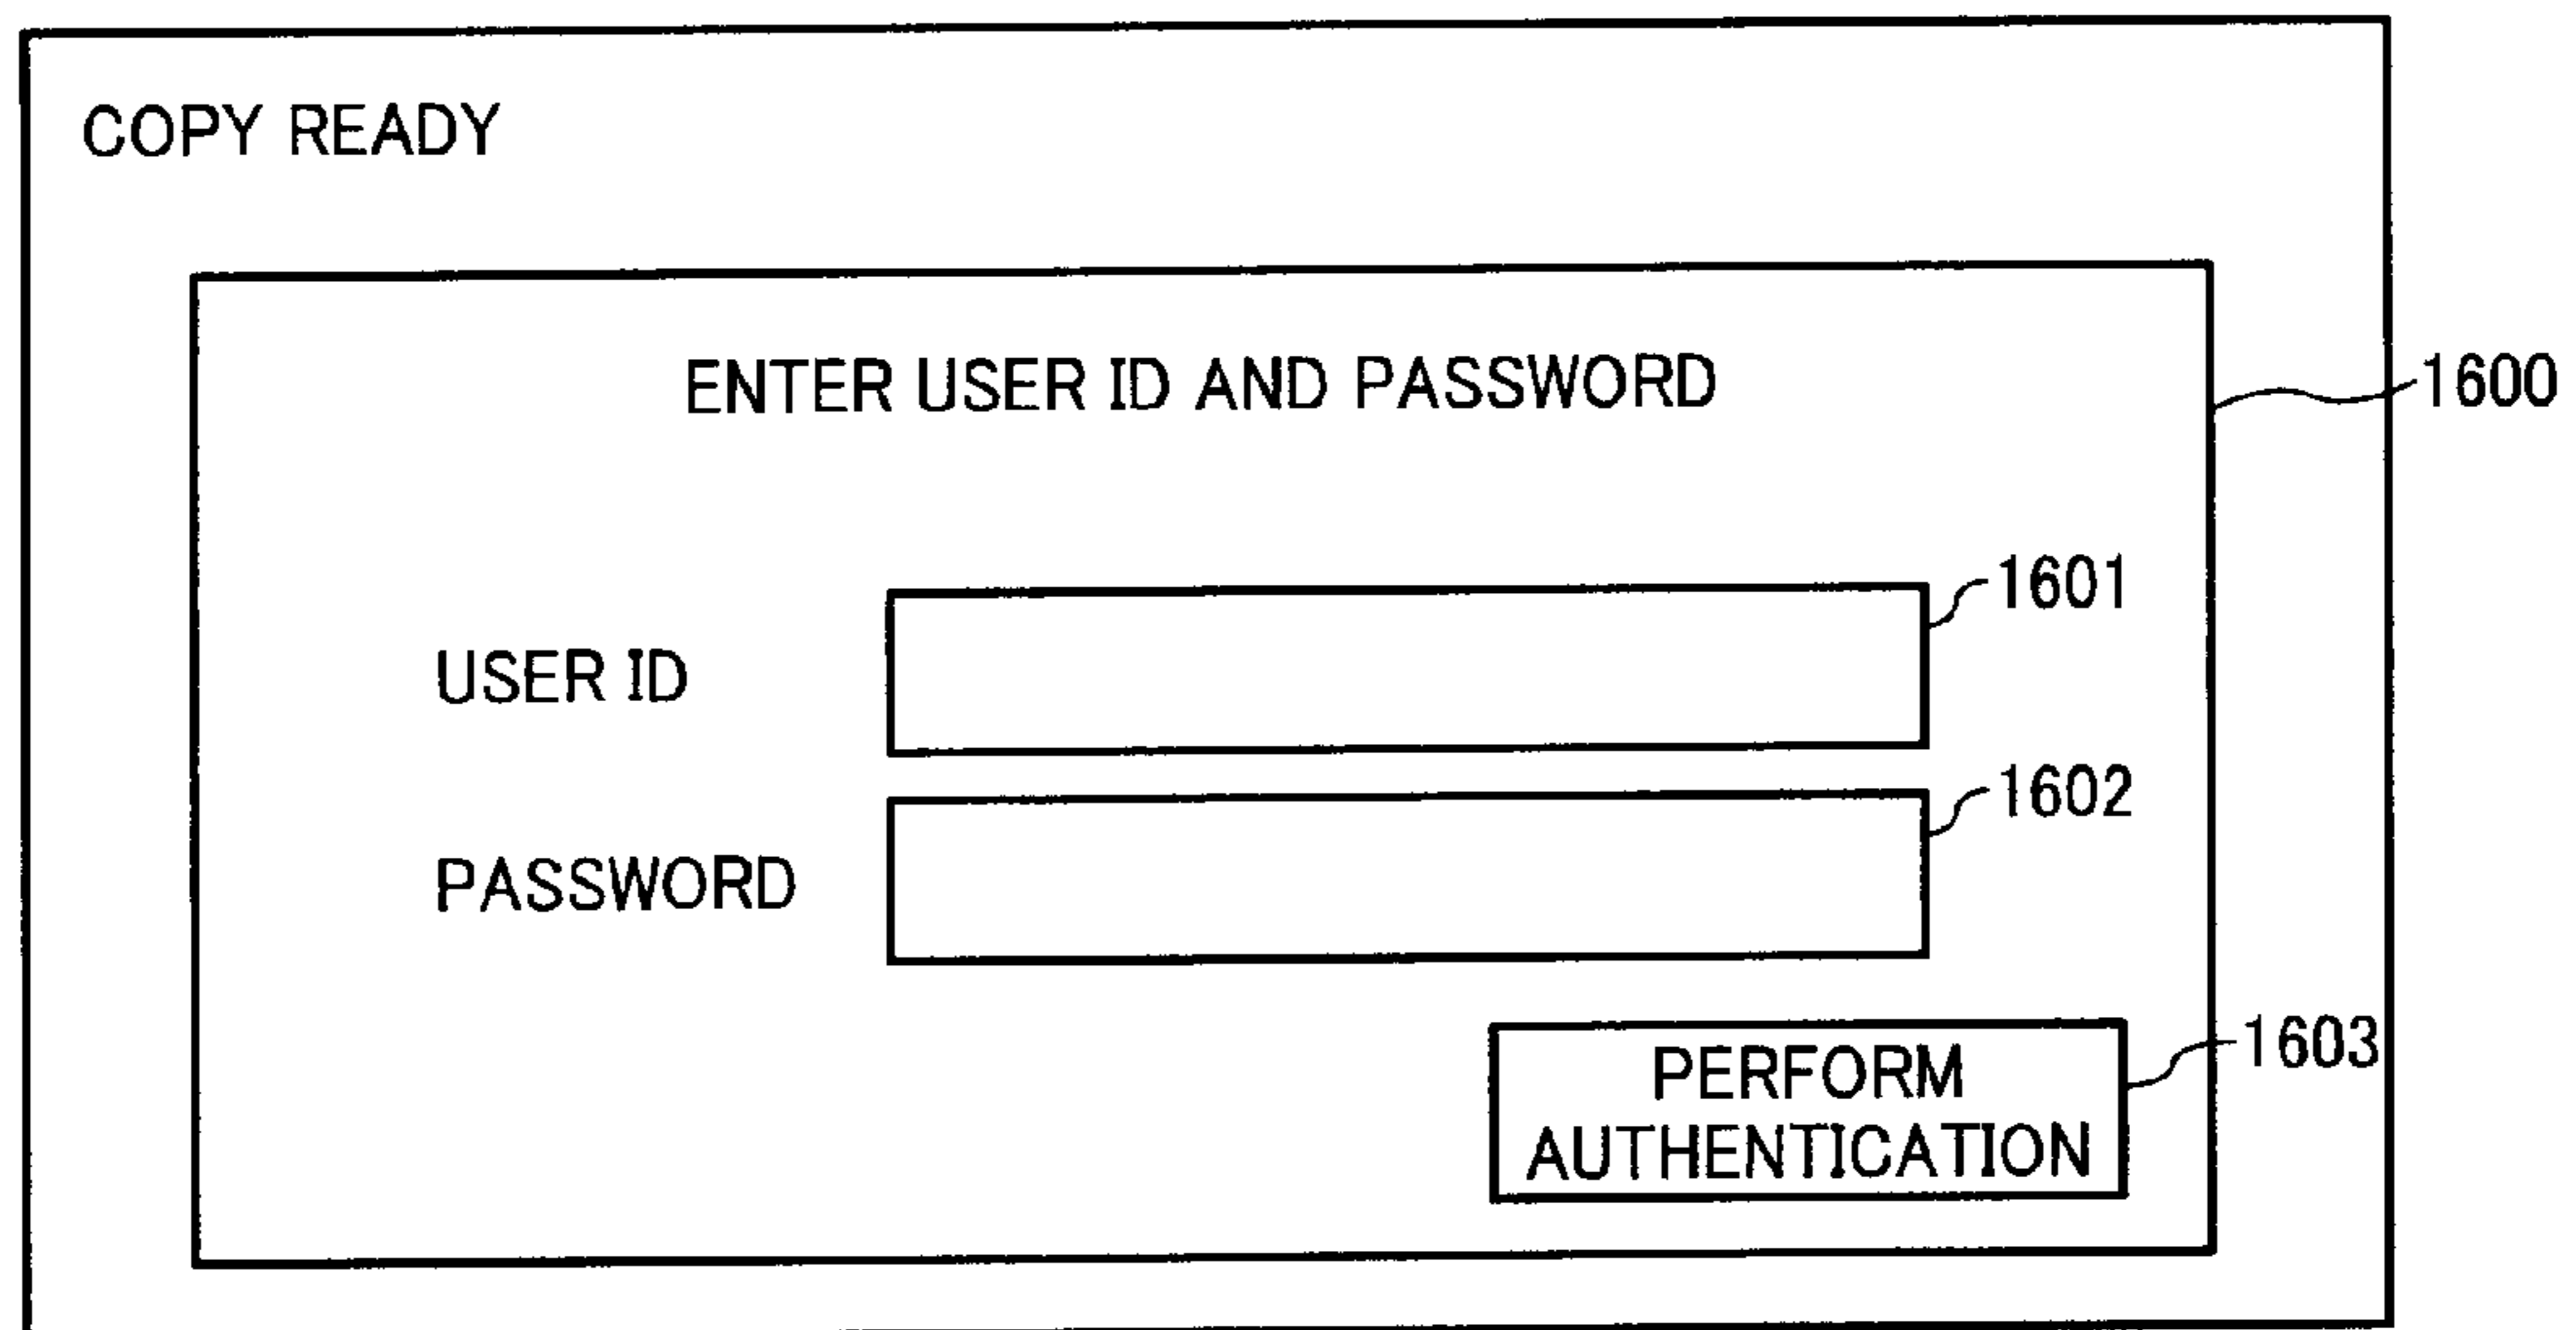 COPY READY
ENTER USER ID AND PASSWORD
1600
1601
USER ID
1602
PASSWORD
1603
PERFORM
AUTHENTICATION